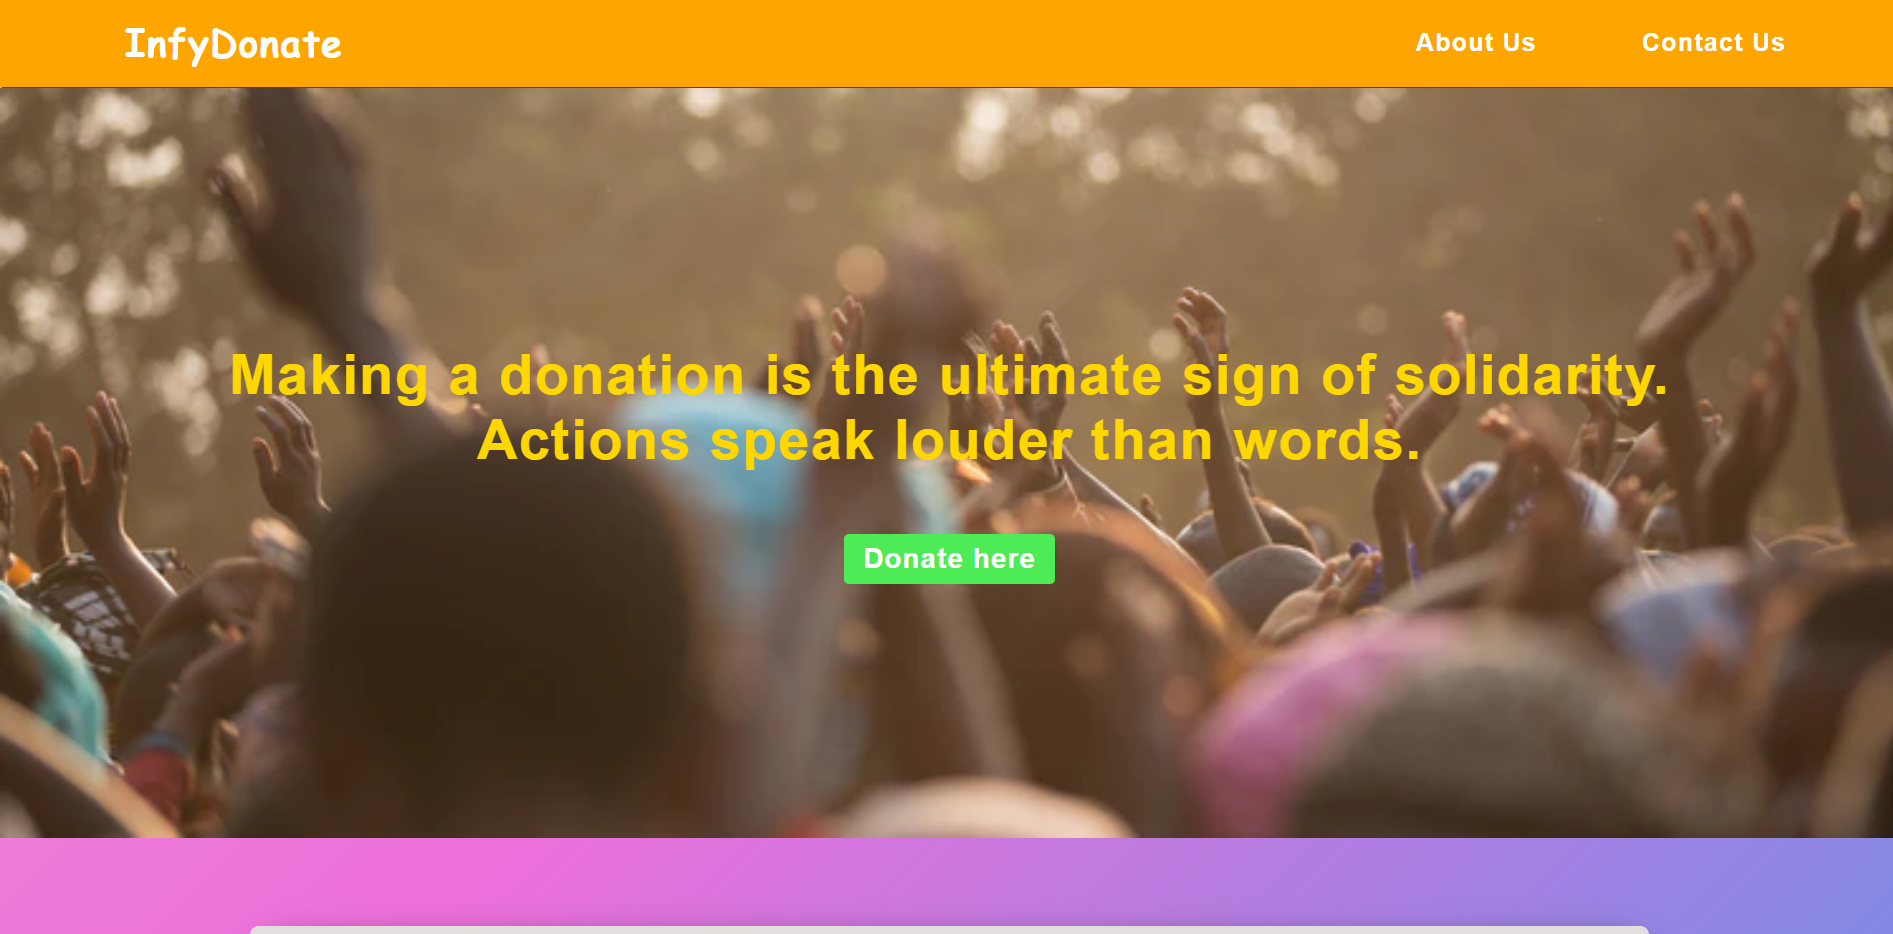 InfyDonate
About Us
Contact Us
Making a donation is the ultimate sign of solidarity.
Actions speak louder than words.
Donate here